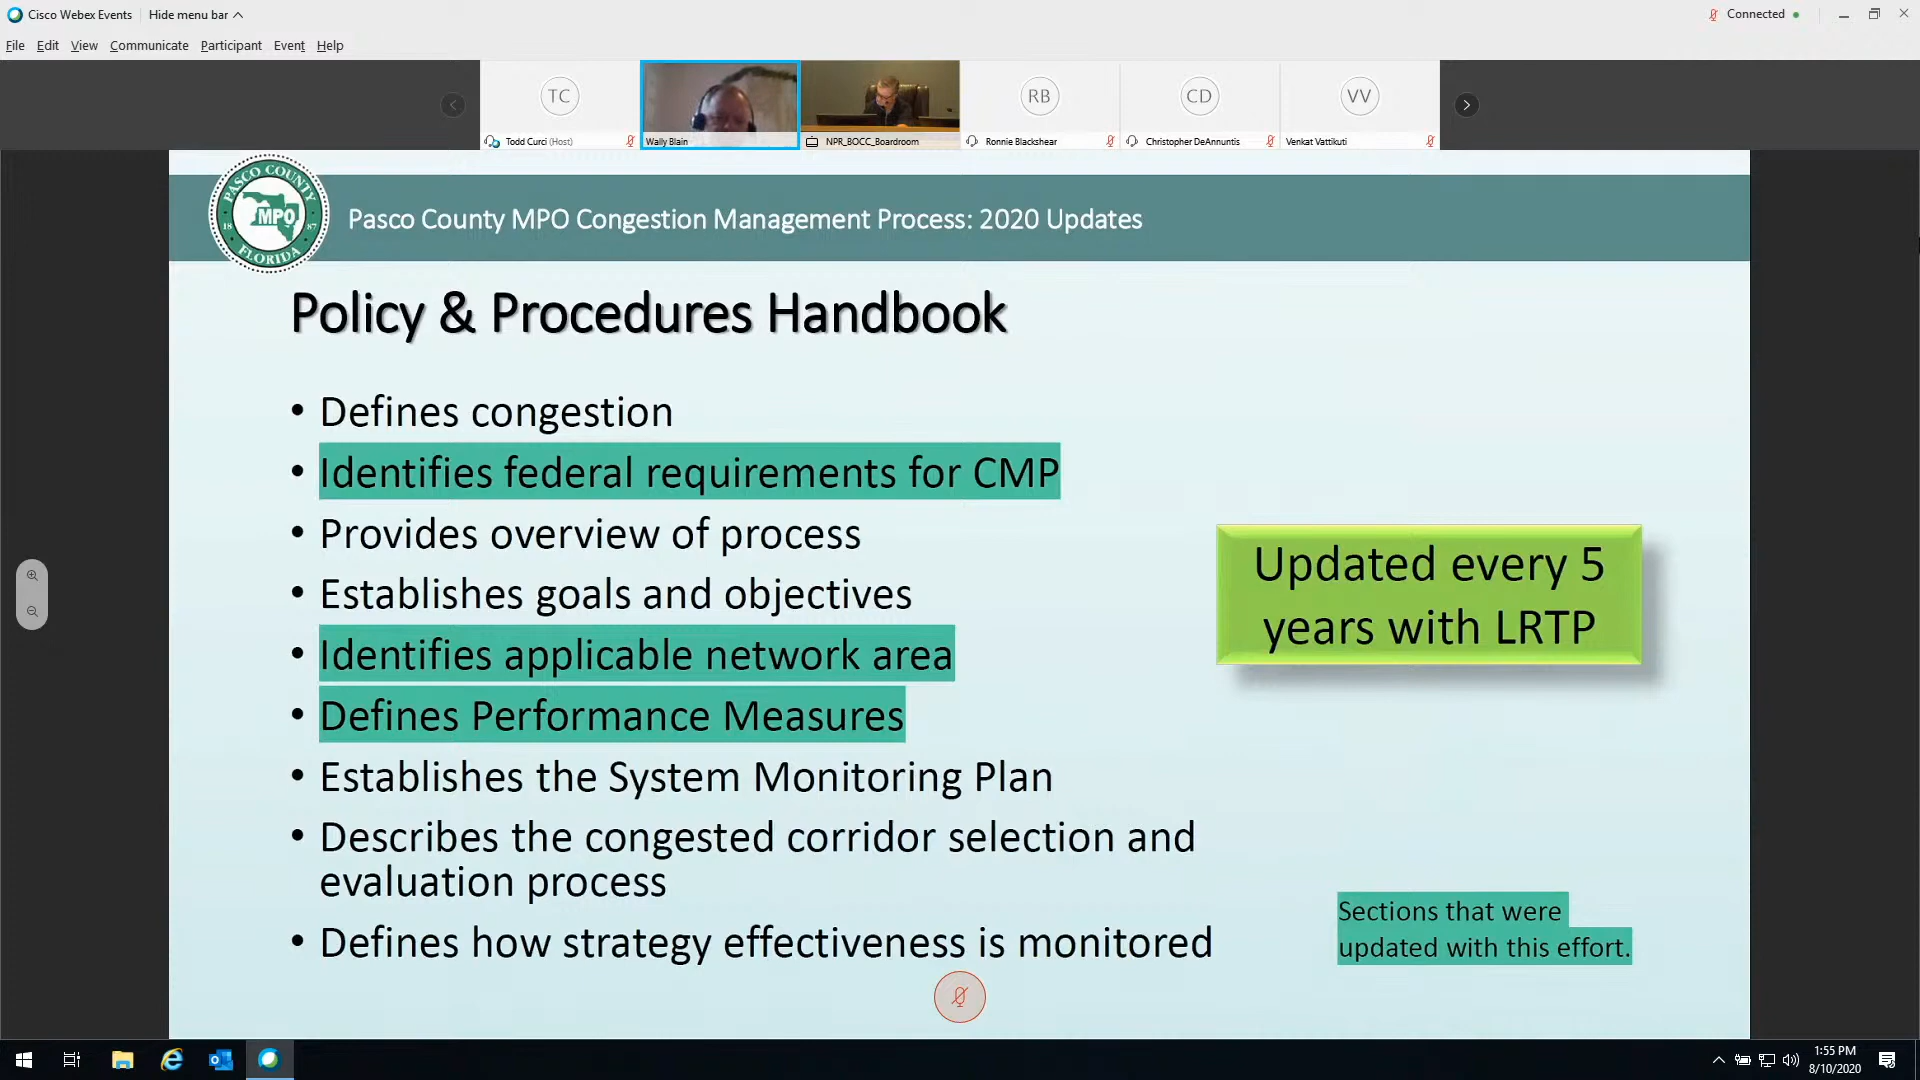 Cisco Webex Events
Hide menu bar
Connected
File Edit View Communicate Participant Event Help
TC
RB
CD
VV
Todd Curci (Host)
Wally Blain
NPR_BOCC_Boardroom
Ronnie Blackshear
Christopher DeAnnuntis
Venkat Vattikuti
PASCO COUNTY
MPO
18 87
FLORIDA
Pasco County MPO Congestion Management Process: 2020 Updates
Policy & Procedures Handbook
• Defines congestion
• Identifies federal requirements for CMP
• Provides overview of process
• Establishes goals and objectives
• Identifies applicable network area
• Defines Performance Measures
• Establishes the System Monitoring Plan
• Describes the congested corridor selection and
evaluation process
• Defines how strategy effectiveness is monitored
Updated every 5
years with LRTP
Sections that were
updated with this effort.
1:55 PM
8/10/2020